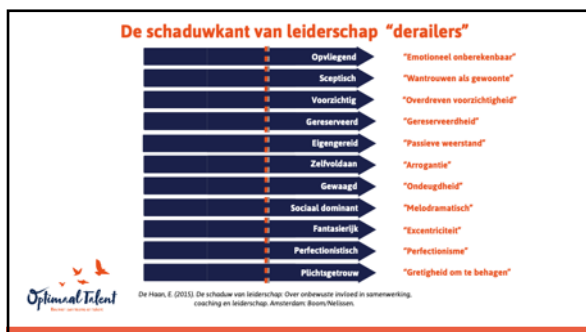 De schaduwkant van leiderschap “derailers”
Opvliegend “Emotioneel onberekenbaar”
Sceptisch “Wantrouwen als gewoonte”
Voorzichtig “Overdreven voorzichtigheid”
Gereserveerd “Gereserveerdheid”
Eigengereid “Passieve weerstand”
Zelfvoldaan “Arrogantie”
Gewaagd “Ondeugdheid”
Sociaal dominant “Melodramatisch”
Fantasierijk “Excentriciteit”
Perfectionistisch “Perfectionisme”
Plichtsgetrouw “Gretigheid om te behagen”
Optimaal Talent
De Haan, E. (2015). De schaduw van leiderschap: Over onbewuste invloed in samenwerking,
coaching en leiderschap. Amsterdam: Boom/Nelissen.